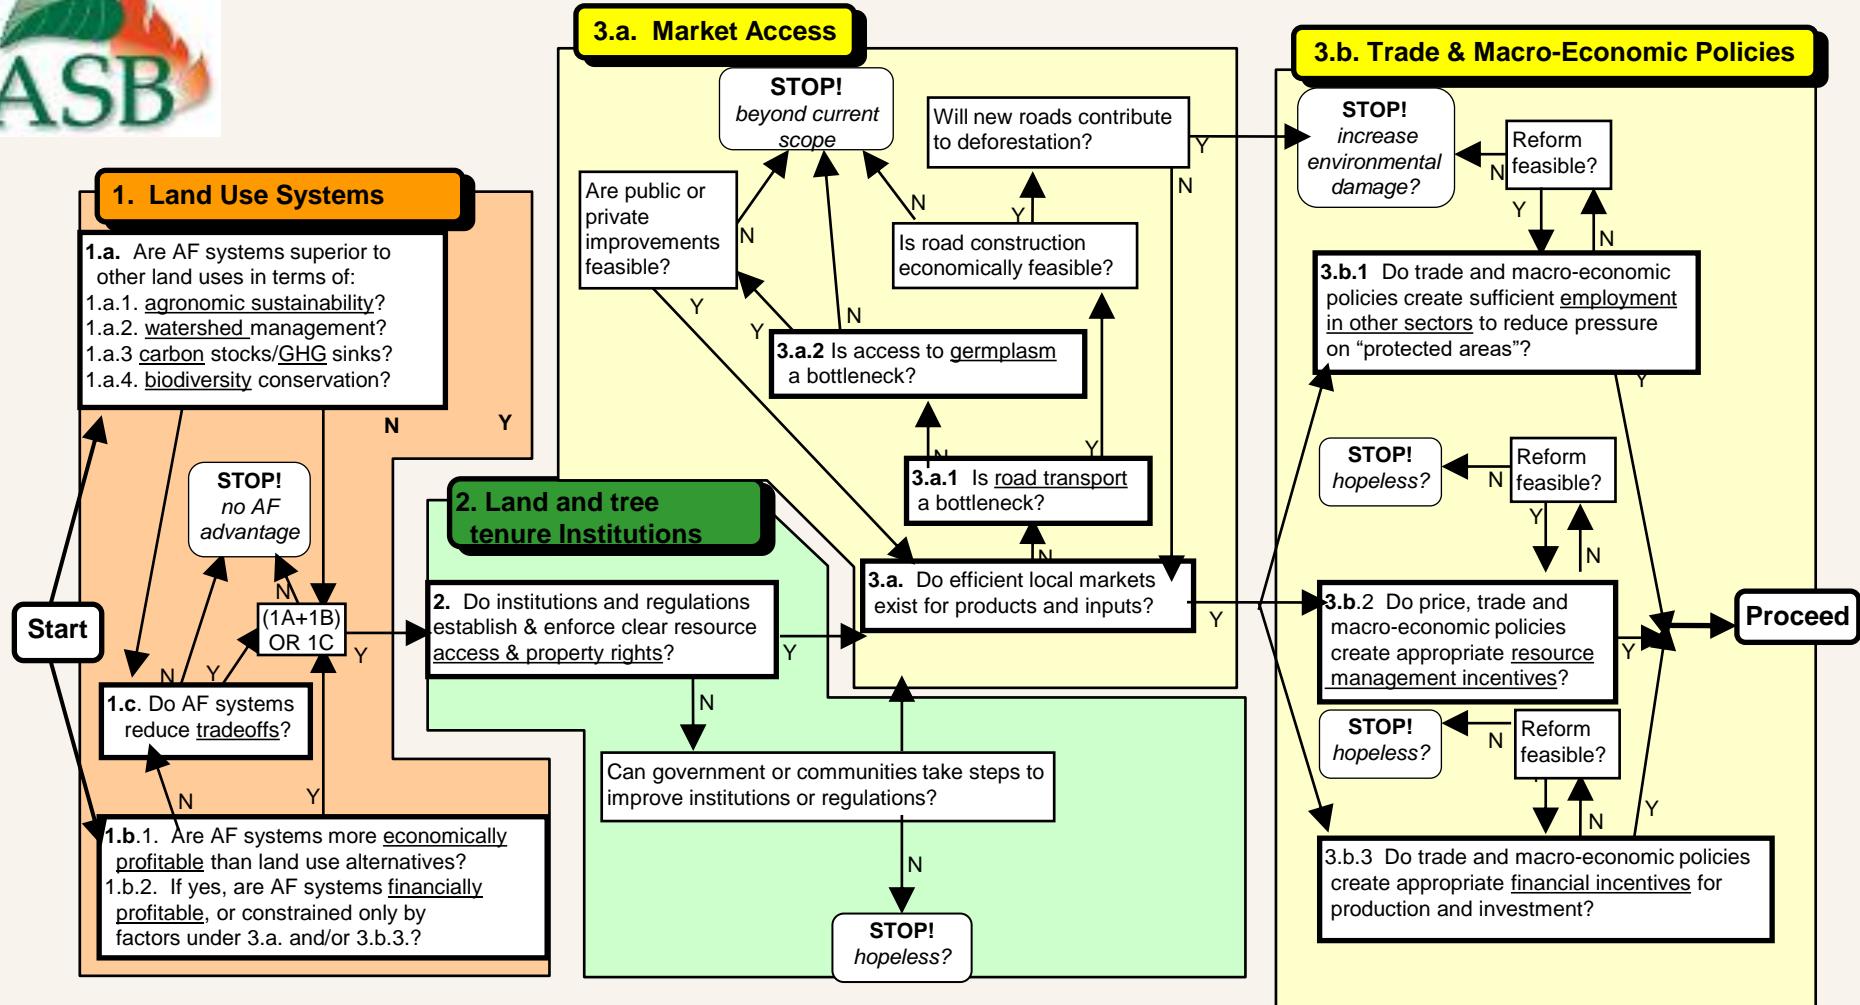 ASB
1. Land Use Systems
1.a. Are AF systems superior to
other land uses in terms of:
1.a.1. agronomic sustainability?
1.a.2. watershed management?
1.a.3 carbon stocks/GHG sinks?
1.a.4. biodiversity conservation?
N
Y
STOP!
no AF
advantage
N
(1A+1B)
OR 1C
Y
Start
N
Y
1.c. Do AF systems
reduce tradeoffs?
N
Y
1.b.1. Are AF systems more economically
profitable than land use alternatives?
1.b.2. If yes, are AF systems financially
profitable, or constrained only by
factors under 3.a. and/or 3.b.3.?
2. Land and tree
tenure Institutions
2. Do institutions and regulations
establish & enforce clear resource
access & property rights?
Y
N
Can government or communities take steps to
improve institutions or regulations?
N
STOP!
hopeless?
3.a. Market Access
STOP!
beyond current
scope
Will new roads contribute
to deforestation?
Y
N
Are public or
private
improvements
feasible?
N
Y
N
Y
Is road construction
economically feasible?
Y
N
3.a.2 Is access to germplasm
a bottleneck?
N
Y
3.a.1 Is road transport
a bottleneck?
N
3.a. Do efficient local markets
exist for products and inputs?
Y
3.b. Trade & Macro-Economic Policies
STOP!
increase
environmental
damage?
Reform
feasible?
N
Y
N
3.b.1 Do trade and macro-economic
policies create sufficient employment
in other sectors to reduce pressure
on “protected areas”?
Y
STOP!
hopeless?
Reform
feasible?
N
Y
N
3.b.2 Do price, trade and
macro-economic policies
create appropriate resource
management incentives?
Y
Proceed
STOP!
hopeless?
Reform
feasible?
N
N
Y
3.b.3 Do trade and macro-economic policies
create appropriate financial incentives for
production and investment?